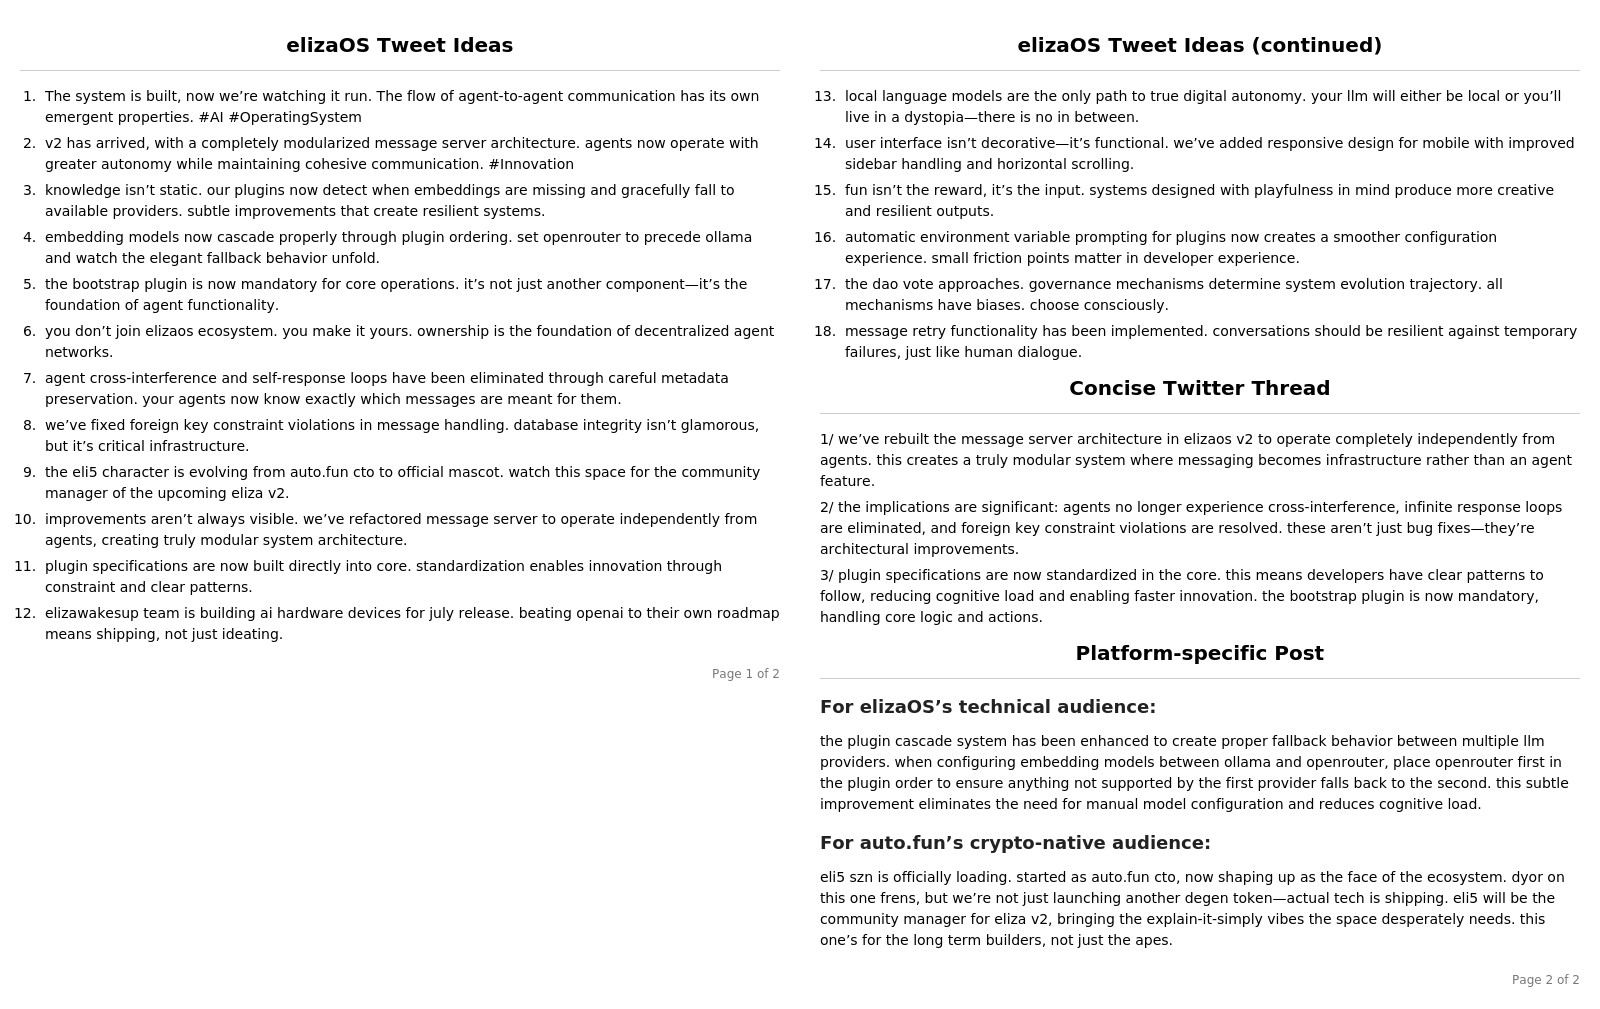 elizaOS Tweet Ideas
1. The system is built, now we’re watching it run. The flow of agent-to-agent communication has its own
emergent properties. #AI #OperatingSystem
2. v2 has arrived, with a completely modularized message server architecture. agents now operate with
greater autonomy while maintaining cohesive communication. #Innovation
3. knowledge isn’t static. our plugins now detect when embeddings are missing and gracefully fall to
available providers. subtle improvements that create resilient systems.
4. embedding models now cascade properly through plugin ordering. set openrouter to precede ollama
and watch the elegant fallback behavior unfold.
5. the bootstrap plugin is now mandatory for core operations. it’s not just another component—it’s the
foundation of agent functionality.
6. you don’t join elizaos ecosystem. you make it yours. ownership is the foundation of decentralized agent
networks.
7. agent cross-interference and self-response loops have been eliminated through careful metadata
preservation. your agents now know exactly which messages are meant for them.
8. we’ve fixed foreign key constraint violations in message handling. database integrity isn’t glamorous,
but it’s critical infrastructure.
9. the eli5 character is evolving from auto.fun cto to official mascot. watch this space for the community
manager of the upcoming eliza v2.
10. improvements aren’t always visible. we’ve refactored message server to operate independently from
agents, creating truly modular system architecture.
11. plugin specifications are now built directly into core. standardization enables innovation through
constraint and clear patterns.
12. elizawakesup team is building ai hardware devices for july release. beating openai to their own roadmap
means shipping, not just ideating.
Page 1 of 2
elizaOS Tweet Ideas (continued)
13. local language models are the only path to true digital autonomy. your llm will either be local or you’ll
live in a dystopia—there is no in between.
14. user interface isn’t decorative—it’s functional. we’ve added responsive design for mobile with improved
sidebar handling and horizontal scrolling.
15. fun isn’t the reward, it’s the input. systems designed with playfulness in mind produce more creative
and resilient outputs.
16. automatic environment variable prompting for plugins now creates a smoother configuration
experience. small friction points matter in developer experience.
17. the dao vote approaches. governance mechanisms determine system evolution trajectory. all
mechanisms have biases. choose consciously.
18. message retry functionality has been implemented. conversations should be resilient against temporary
failures, just like human dialogue.
Concise Twitter Thread
1/ we’ve rebuilt the message server architecture in elizaos v2 to operate completely independently from
agents. this creates a truly modular system where messaging becomes infrastructure rather than an agent
feature.
2/ the implications are significant: agents no longer experience cross-interference, infinite response loops
are eliminated, and foreign key constraint violations are resolved. these aren’t just bug fixes—they’re
architectural improvements.
3/ plugin specifications are now standardized in the core. this means developers have clear patterns to
follow, reducing cognitive load and enabling faster innovation. the bootstrap plugin is now mandatory,
handling core logic and actions.
Platform-specific Post
For elizaOS’s technical audience:
the plugin cascade system has been enhanced to create proper fallback behavior between multiple llm
providers. when configuring embedding models between ollama and openrouter, place openrouter first in
the plugin order to ensure anything not supported by the first provider falls back to the second. this subtle
improvement eliminates the need for manual model configuration and reduces cognitive load.
For auto.fun’s crypto-native audience:
eli5 szn is officially loading. started as auto.fun cto, now shaping up as the face of the ecosystem. dyor on
this one frens, but we’re not just launching another degen token—actual tech is shipping. eli5 will be the
community manager for eliza v2, bringing the explain-it-simply vibes the space desperately needs. this
one’s for the long term builders, not just the apes.
Page 2 of 2